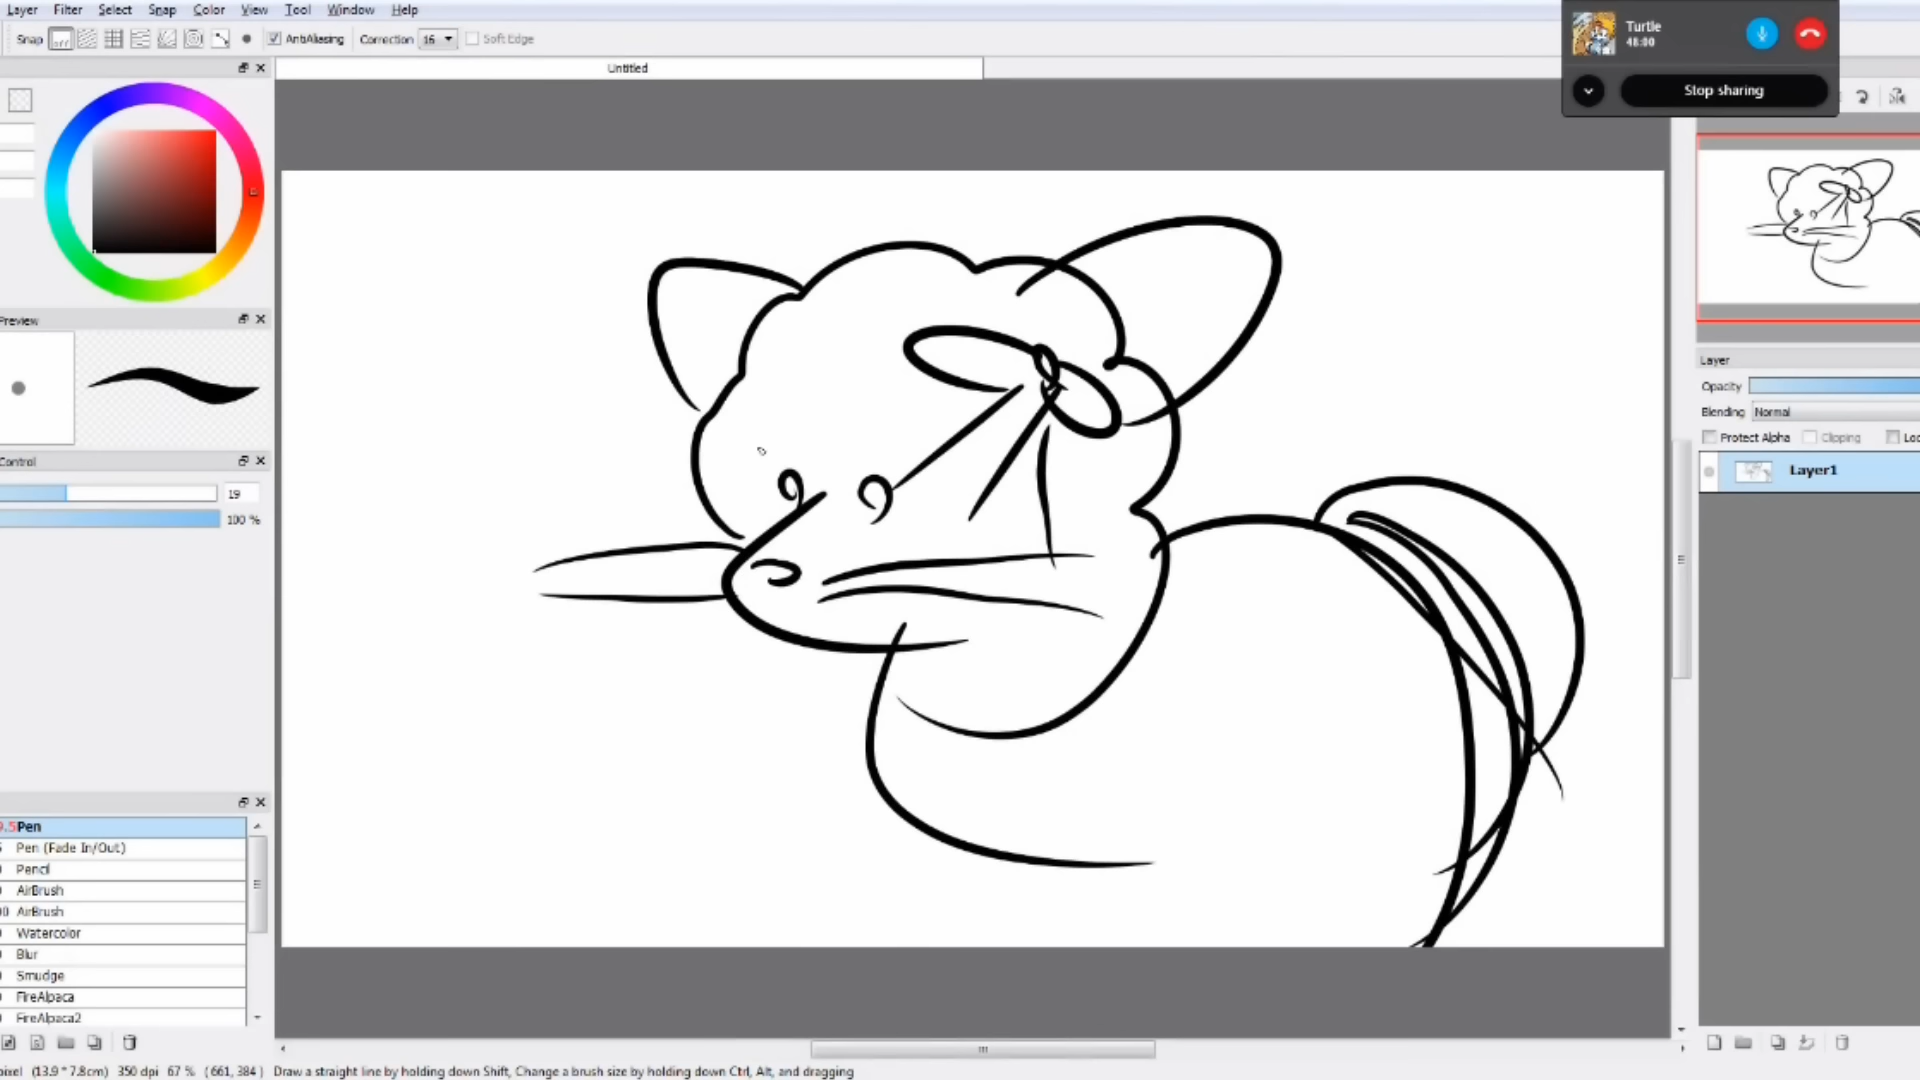 Layer Filter Select Snap Color View Tool Window Help
Snap off AntiAliasing Correction 16 Soft Edge
Turtle
48:00
Stop sharing
Untitled
Preview
Control
19
100 %
Pen
Pen (Fade In/Out)
Pencil
AirBrush
AirBrush
Watercolor
Blur
Smudge
FireAlpaca
FireAlpaca2
Layer
Opacity
Blending Normal
Protect Alpha Clipping Loc
Layer1
pixel (13.9 * 7.8cm) 350 dpi 67 % ( 661, 384 ) Draw a straight line by holding down Shift, Change a brush size by holding down Ctrl, Alt, and dragging